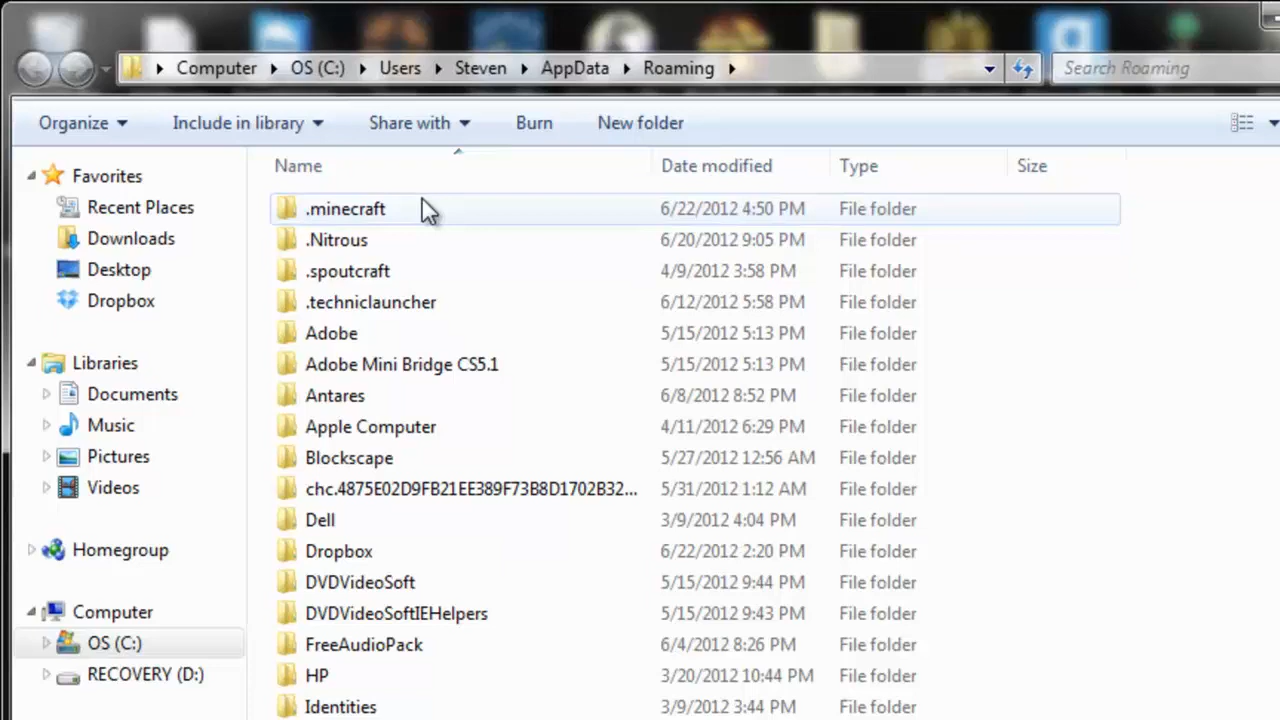 Computer OS (C:) Users Steven AppData Roaming Search Roaming
Organize Include in library Share with Burn New folder
Name Date modified Type Size
Favorites
Recent Places
Downloads
Desktop
Dropbox
Libraries
Documents
Music
Pictures
Videos
Homegroup
Computer
OS (C:)
RECOVERY (D:)
.minecraft 6/22/2012 4:50 PM File folder
.Nitrous 6/20/2012 9:05 PM File folder
.spoutcraft 4/9/2012 3:58 PM File folder
.techniclauncher 6/12/2012 5:58 PM File folder
Adobe 5/15/2012 5:13 PM File folder
Adobe Mini Bridge CS5.1 5/15/2012 5:13 PM File folder
Antares 6/8/2012 8:52 PM File folder
Apple Computer 4/11/2012 6:29 PM File folder
Blockscape 5/27/2012 12:56 AM File folder
chc.4875E02D9FB21EE389F73B8D1702B32... 5/31/2012 1:12 AM File folder
Dell 3/9/2012 4:04 PM File folder
Dropbox 6/22/2012 2:20 PM File folder
DVDVideoSoft 5/15/2012 9:44 PM File folder
DVDVideoSoftIEHelpers 5/15/2012 9:43 PM File folder
FreeAudioPack 6/4/2012 8:26 PM File folder
HP 3/20/2012 10:44 PM File folder
Identities 3/9/2012 3:44 PM File folder